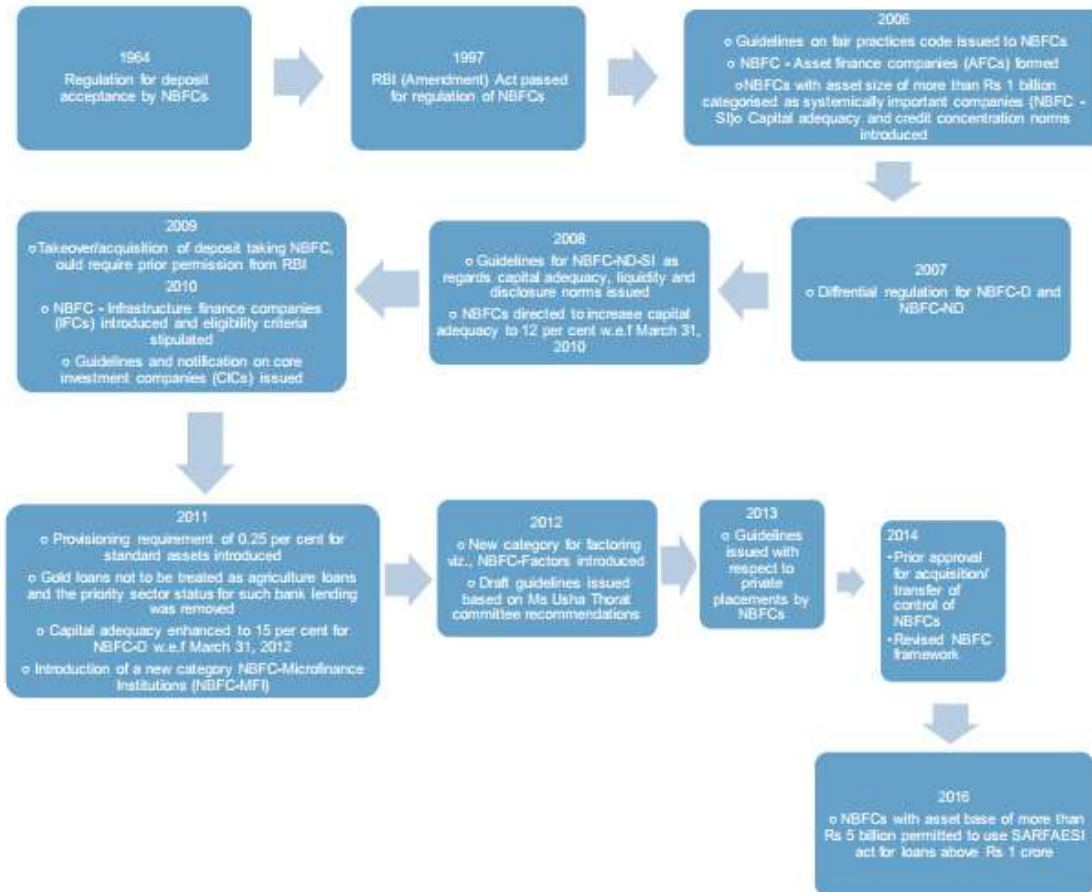 1964
Regulation for deposit
acceptance by NBFCs
1997
RBI (Amendment) Act passed
for regulation of NBFCs
2006
o Guidelines on fair practices code issued to NBFCs
o NBFC - Asset finance companies (AFCs) formed
oNBFCs with asset size of more than Rs 1 billion
categorised as systemically important companies (NBFC -
SI)o Capital adequacy and credit concentration norms
introduced
2007
o Diffrential regulation for NBFC-D and
NBFC-ND
2008
o Guidelines for NBFC-ND-SI as
regards capital adequacy, liquidity and
disclosure norms issued
o NBFCs directed to increase capital
adequacy to 12 per cent w.e.f March 31,
2010
2009
oTakeover/acquisition of deposit taking NBFC,
ould require prior permission from RBI
2010
o NBFC - Infrastructure finance companies
(IFCs) introduced and eligibility criteria
stipulated
o Guidelines and notification on core
investment companies (CICs) issued
2011
o Provisioning requirement of 0.25 per cent for
standard assets introduced
o Gold loans not to be treated as agriculture loans
and the priority sector status for such bank lending
was removed
o Capital adequacy enhanced to 15 per cent for
NBFC-D w.e.f March 31, 2012
o Introduction of a new category NBFC-Microfinance
Institutions (NBFC-MFI)
2012
o New category for factoring
viz., NBFC-Factors introduced
o Draft guidelines issued
based on Ms Usha Thorat
committee recommendations
2013
o Guidelines
issued with
respect to
private
placements by
NBFCs
2014
• Prior approval
for acquisition/
transfer of
control of
NBFCs
• Revised NBFC
framework
2016
o NBFCs with asset base of more than
Rs 5 billion permitted to use SARFAESI
act for loans above Rs 1 crore